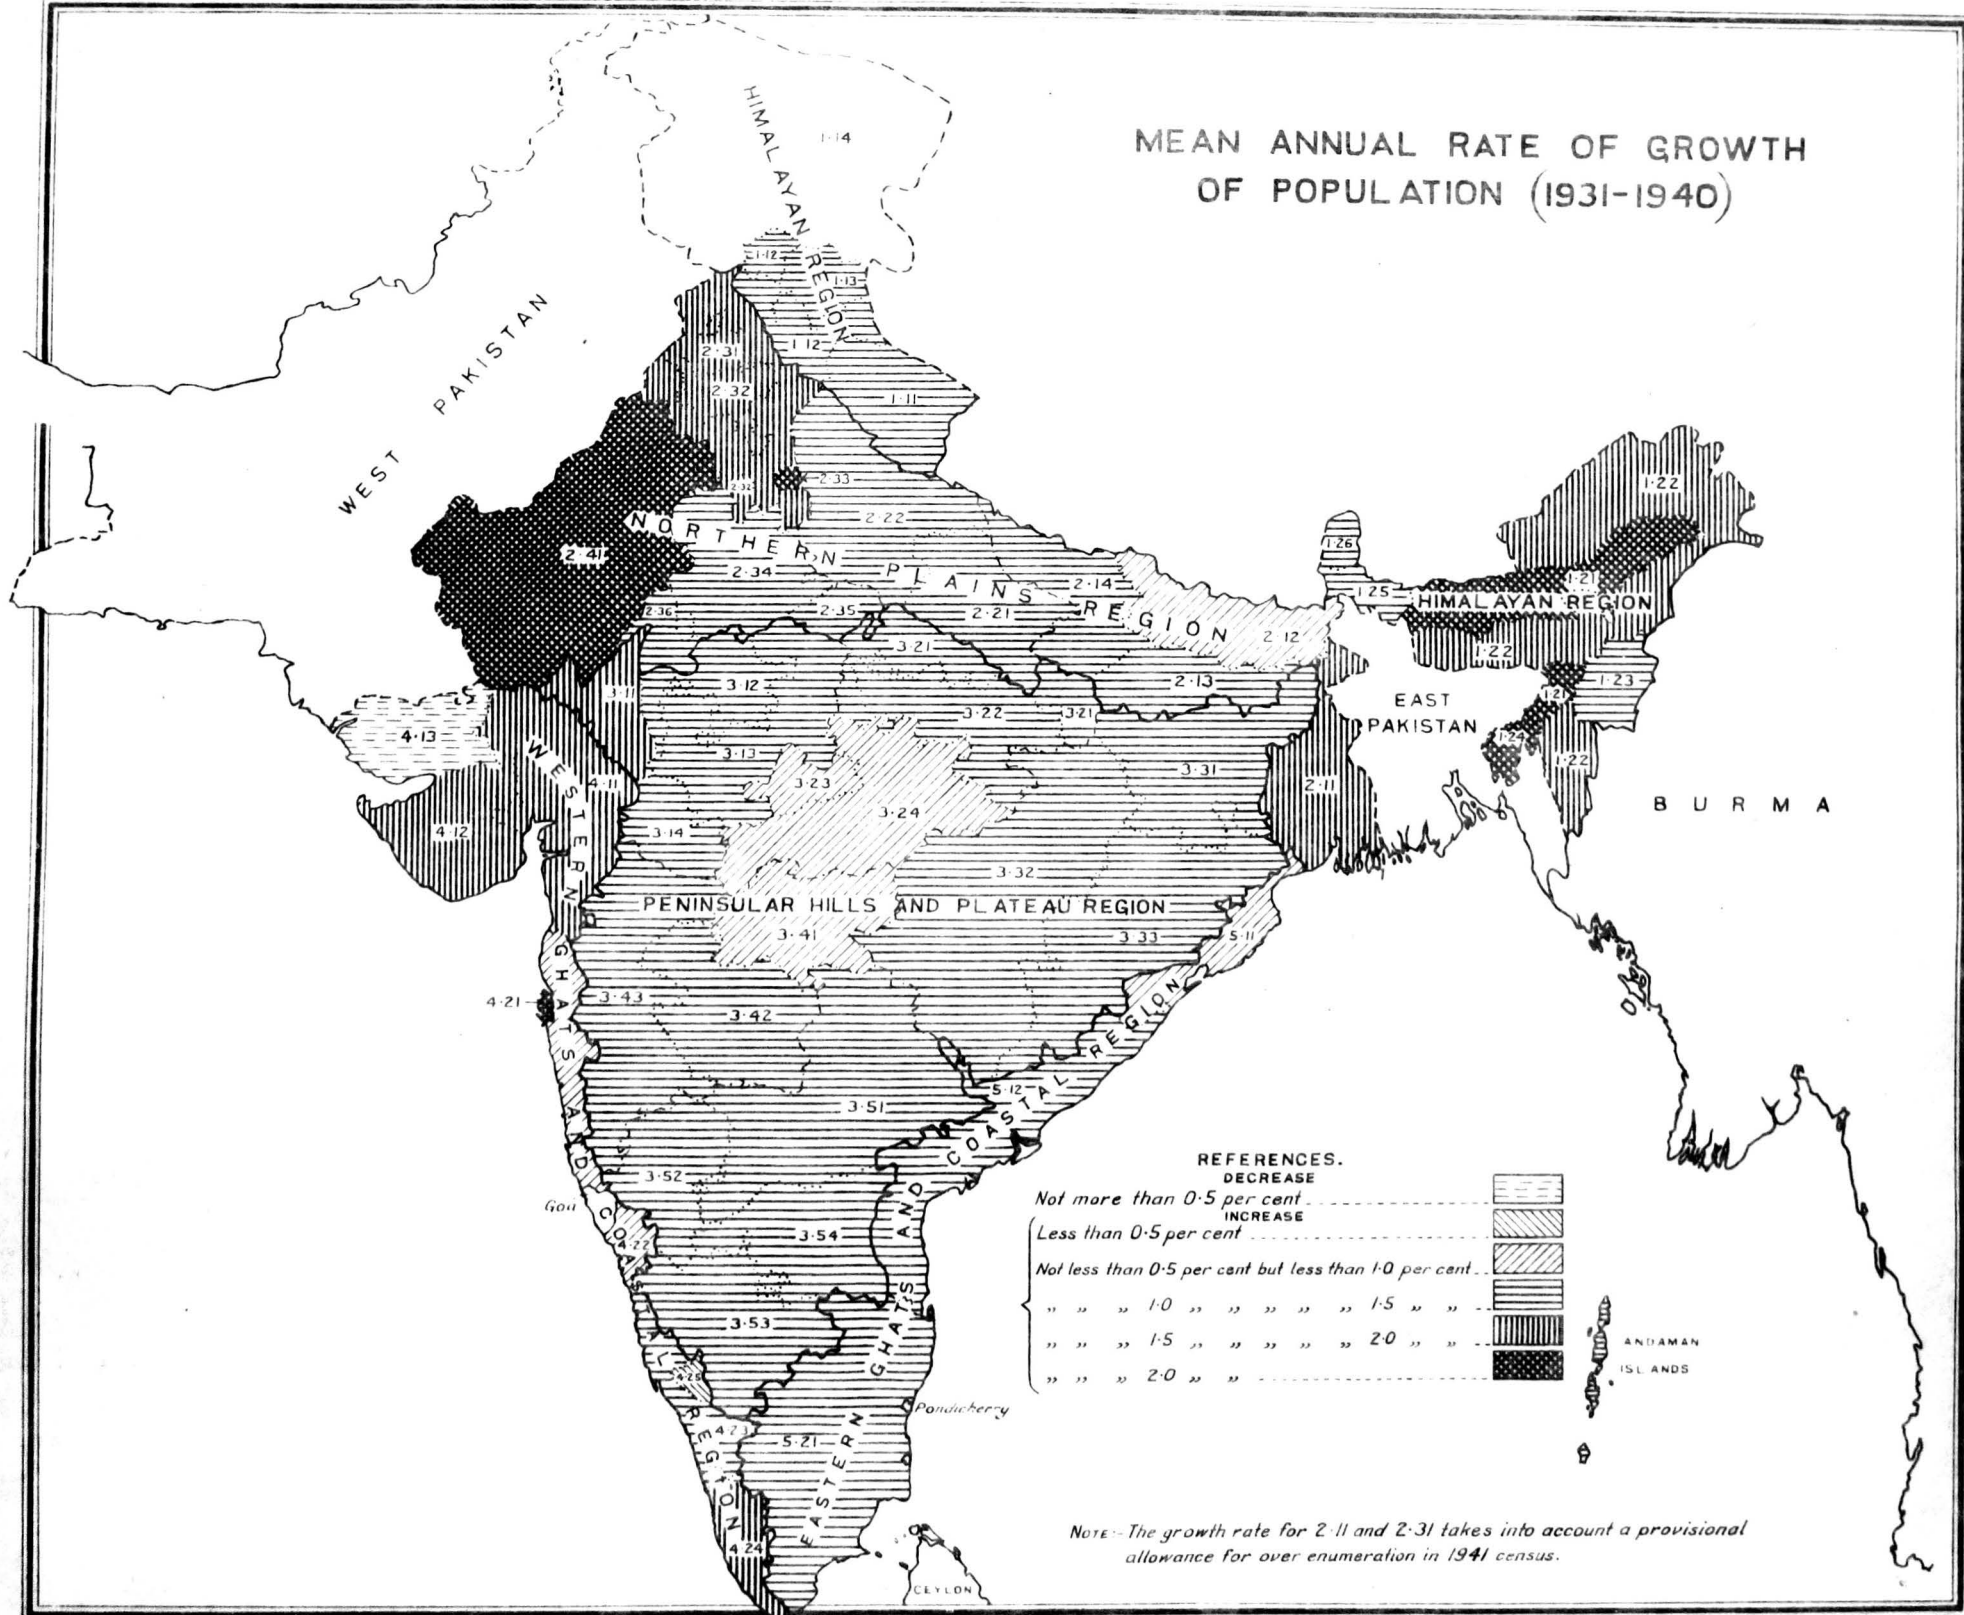 MEAN ANNUAL RATE OF GROWTH
OF POPULATION (1931-1940)
HIMALAYAN REGION
1·14
1·12
1·13
1·12
1·11
WEST PAKISTAN
2·31
2·32
2·32
2·33
2·22
NORTHERN PLAINS REGION
2·41
2·34
2·36
2·35
2·21
2·14
2·12
2·13
1·26
1·25
1·22
1·21
HIMALAYAN REGION
1·22
1·23
1·21
1·24
1·22
EAST
PAKISTAN
BURMA
3·21
3·11
3·12
3·22
3·21
3·13
3·31
3·23
3·24
2·11
3·14
3·32
4·13
4·11
4·12
PENINSULAR HILLS AND PLATEAU REGION
3·41
3·33
5·11
4·21
3·43
3·42
5·12
3·51
3·52
3·54
3·53
WESTERN GHATS AND COASTAL REGION
Goa
4·22
4·25
4·23
4·24
5·21
EASTERN GHATS AND COASTAL REGION
Pondicherry
CEYLON
REFERENCES.
DECREASE
Not more than 0·5 per cent
INCREASE
Less than 0·5 per cent
Not less than 0·5 per cent but less than 1·0 per cent
„ „ „ 1·0 „ „ „ „ „ 1·5 „ „
„ „ „ 1·5 „ „ „ „ „ 2·0 „ „
„ „ „ 2·0 „ „
ANDAMAN
ISLANDS
NOTE:- The growth rate for 2·11 and 2·31 takes into account a provisional
allowance for over enumeration in 1941 census.